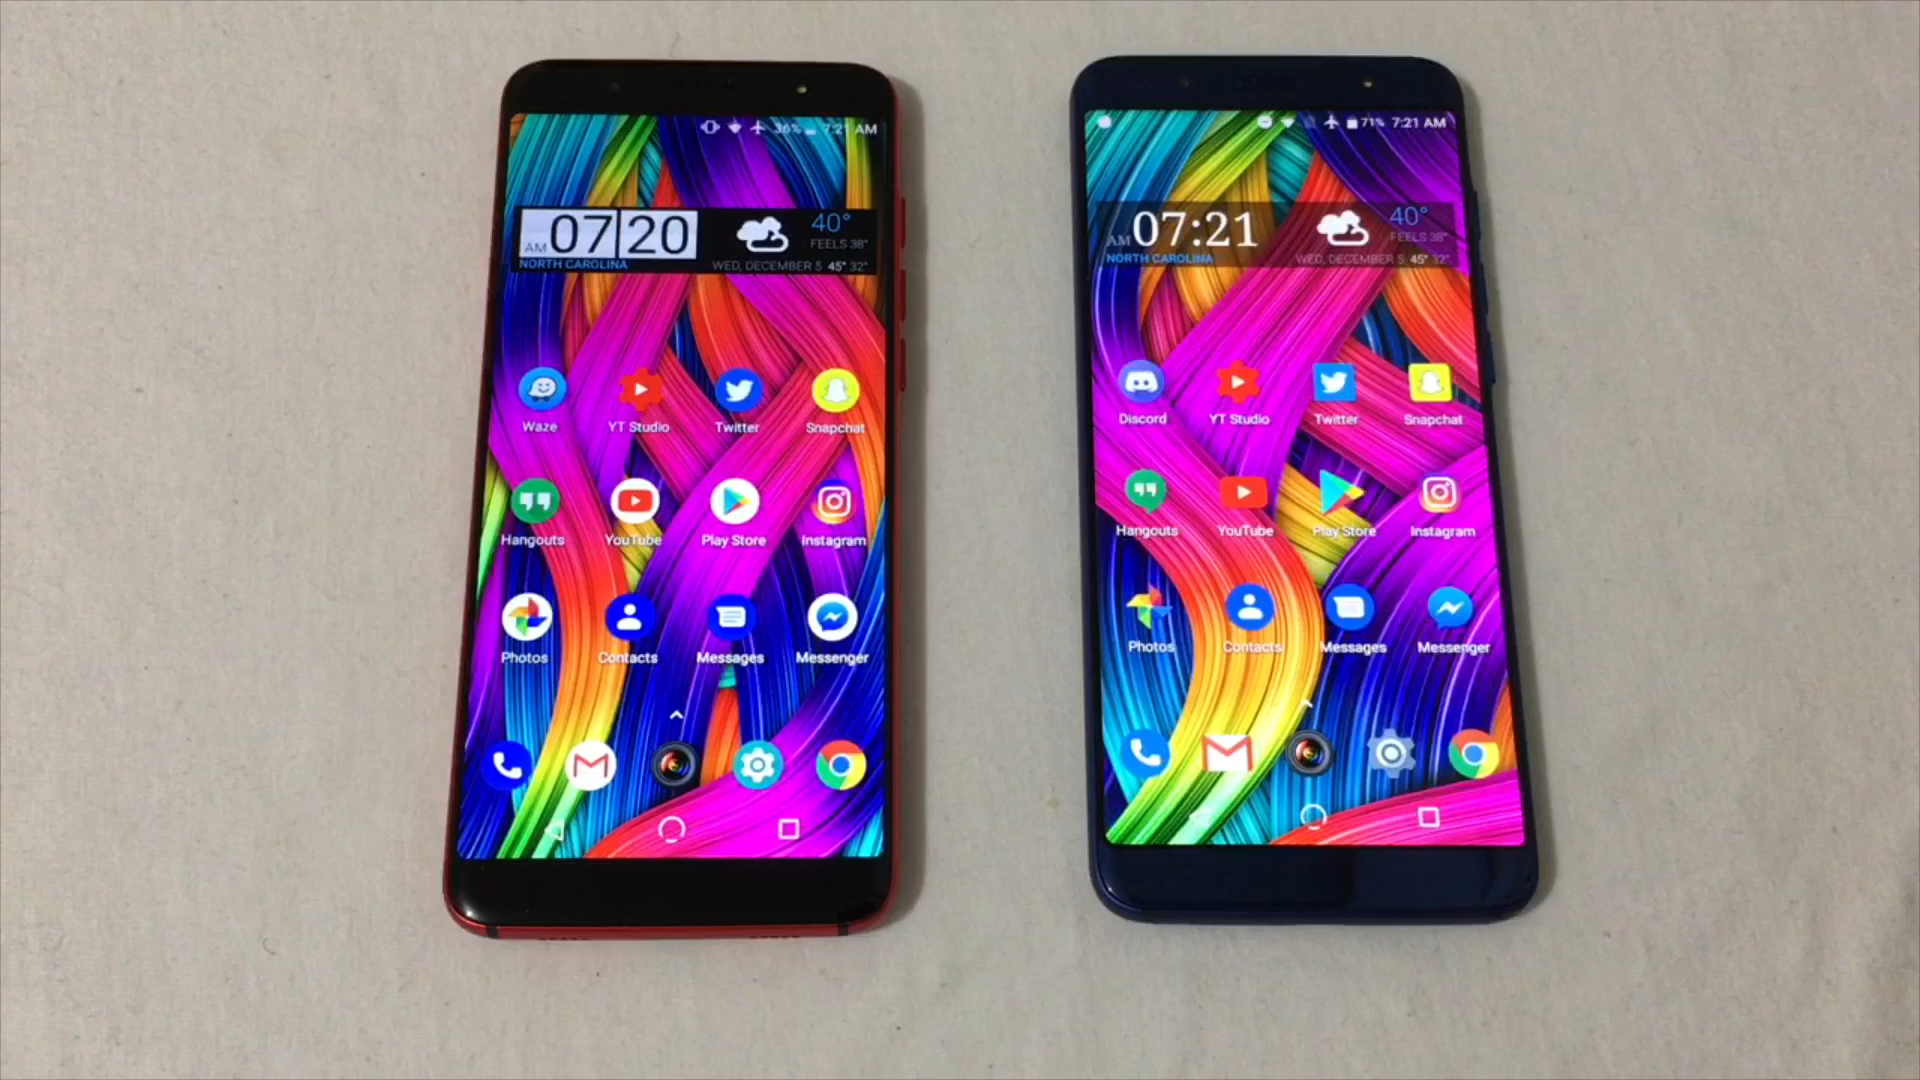 36% 7:21 AM
AM 07 20
40°
FEELS 38°
NORTH CAROLINA
WED, DECEMBER 5 45° 32°
Waze YT Studio Twitter Snapchat
Hangouts YouTube Play Store Instagram
Photos Contacts Messages Messenger
71% 7:21 AM
AM 07:21
40°
FEELS 38°
NORTH CAROLINA
WED, DECEMBER 5 45° 32°
Discord YT Studio Twitter Snapchat
Hangouts YouTube Play Store Instagram
Photos Contacts Messages Messenger